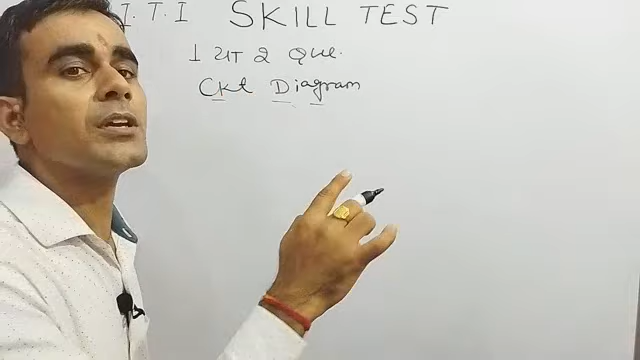 I.T.I SKILL TEST
1 या 2 que.
Ckt Diagram